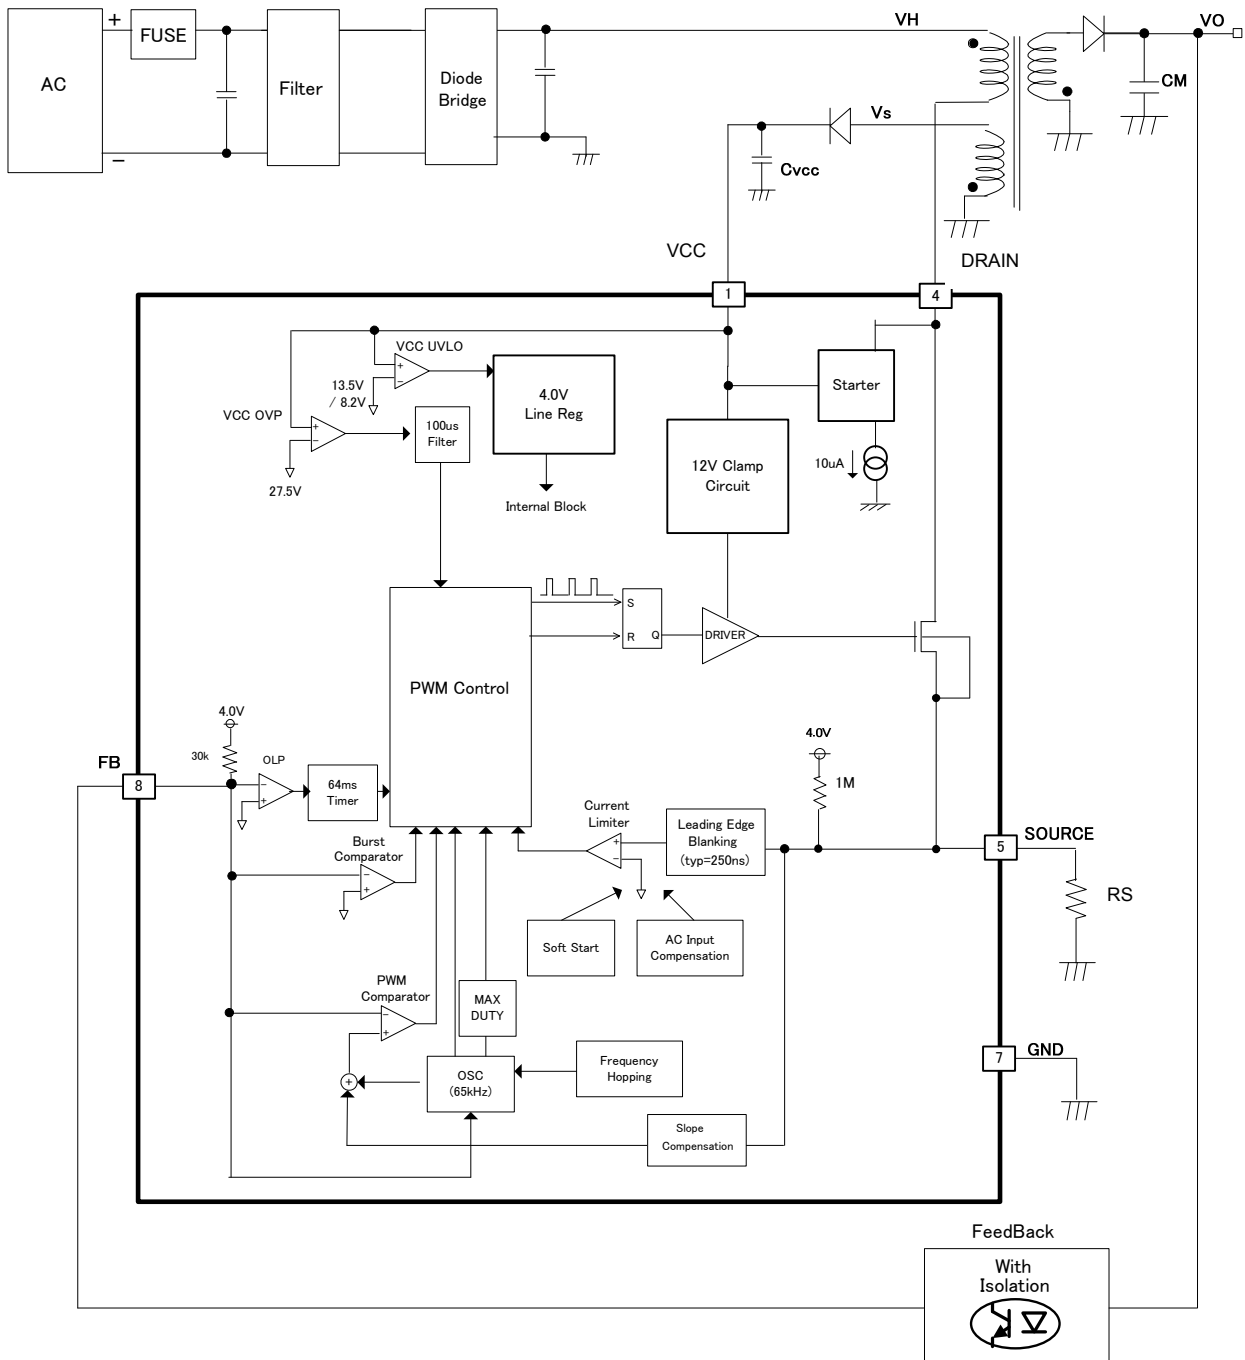 +
VH
VO
AC
FUSE
Filter
Diode
Bridge
CM
−
Vs
Cvcc
VCC
DRAIN
1
4
VCC UVLO
+
−
13.5V
/ 8.2V
4.0V
Line Reg
Starter
VCC OVP
+
−
100us
Filter
27.5V
12V Clamp
Circuit
10uA
Internal Block
S
R
Q
DRIVER
PWM Control
4.0V
30k
OLP
FB
8
−
+
64ms
Timer
4.0V
1M
Current
Limiter
+
−
Leading Edge
Blanking
(typ=250ns)
SOURCE
5
RS
Burst
Comparator
−
+
Soft Start
AC Input
Compensation
PWM
Comparator
−
+
MAX
DUTY
+
OSC
(65kHz)
Frequency
Hopping
7
GND
Slope
Compensation
FeedBack
With
Isolation